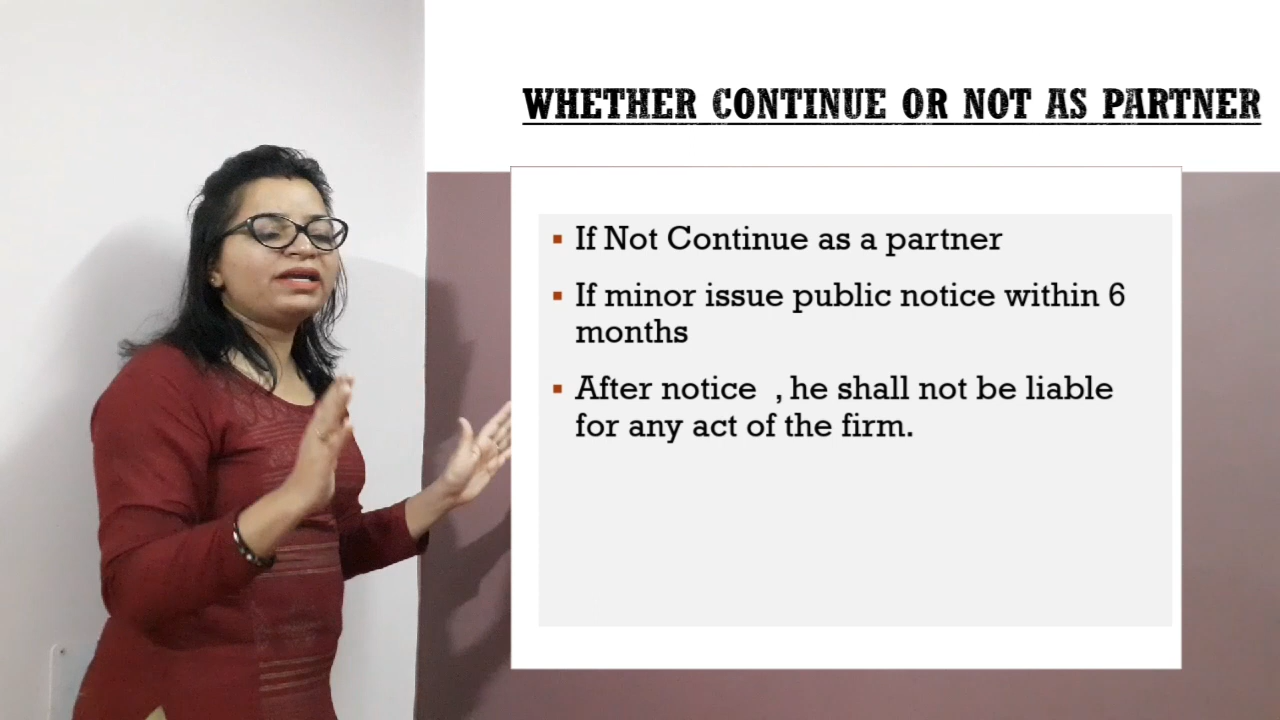 WHETHER CONTINUE OR NOT AS PARTNER
▪ If Not Continue as a partner
▪ If minor issue public notice within 6
months
▪ After notice , he shall not be liable
for any act of the firm.